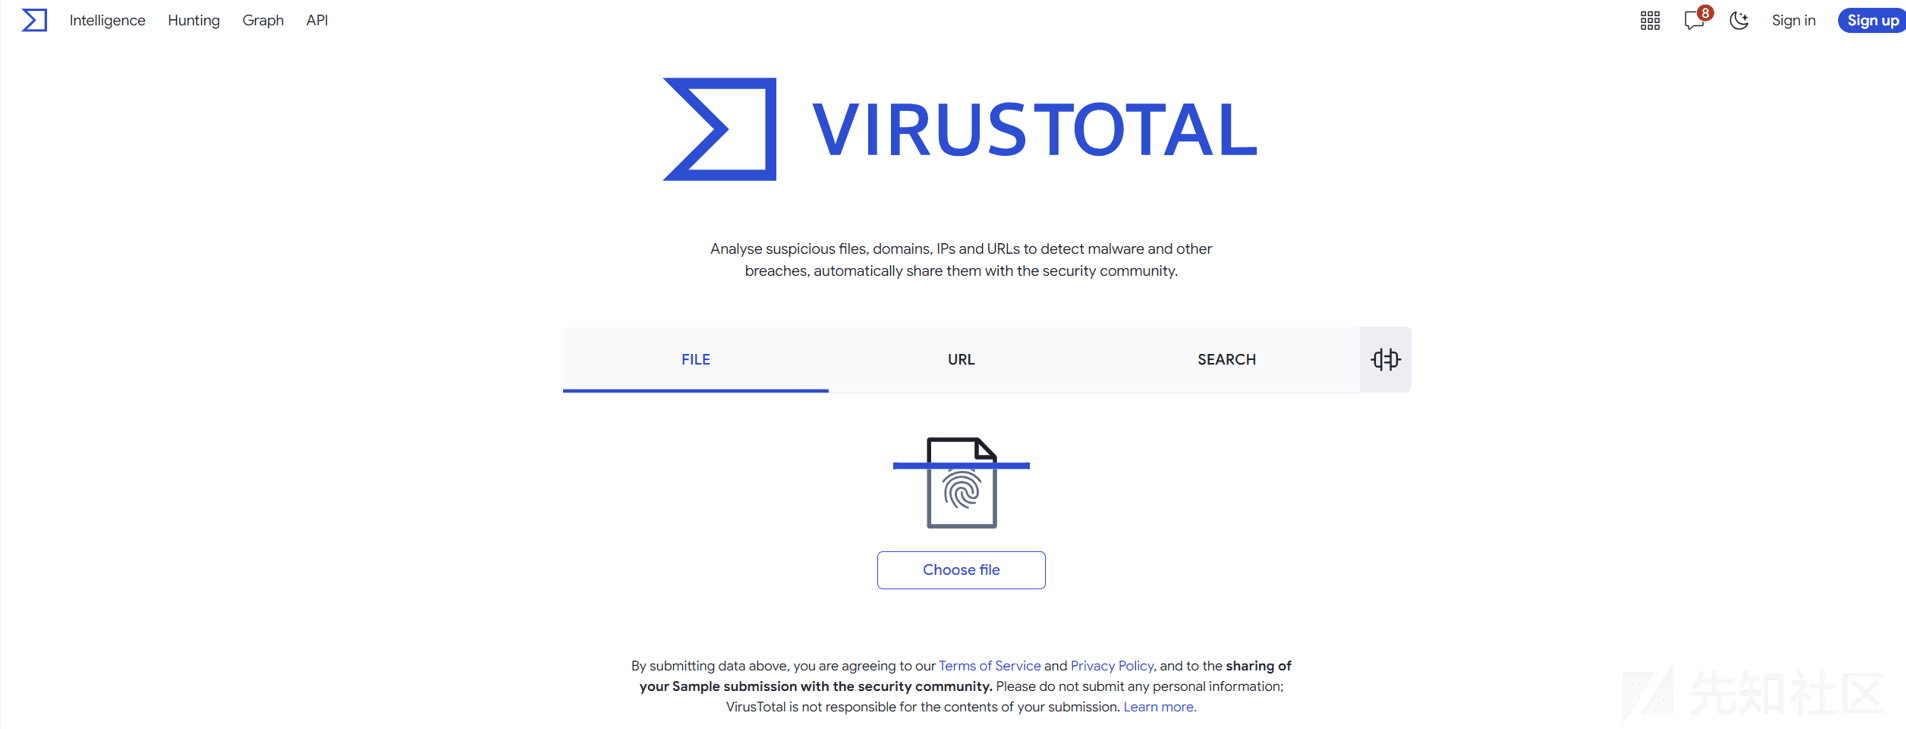 Intelligence Hunting Graph API 8 Sign in Sign up
VIRUSTOTAL
Analyse suspicious files, domains, IPs and URLs to detect malware and other
breaches, automatically share them with the security community.
FILE URL SEARCH
Choose file
By submitting data above, you are agreeing to our Terms of Service and Privacy Policy, and to the sharing of
your Sample submission with the security community. Please do not submit any personal information;
VirusTotal is not responsible for the contents of your submission. Learn more.
先知社区